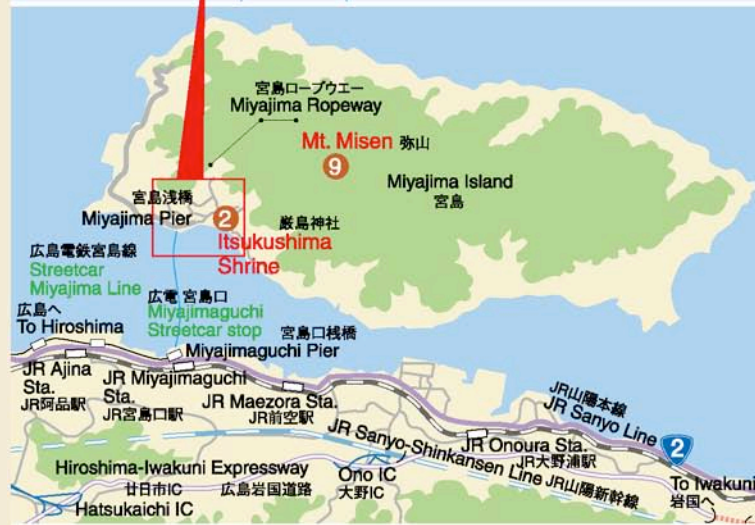 宮島ロープウエー
Miyajima Ropeway
Mt. Misen 弥山
9
Miyajima Island
宮島
宮島浅橋
Miyajima Pier
2
厳島神社
Itsukushima
Shrine
広島電鉄宮島線
Streetcar
Miyajima Line
広電 宮島口
Miyajimaguchi
Streetcar stop
広島へ
To Hiroshima
宮島口桟橋
Miyajimaguchi Pier
JR Ajina
Sta.
JR阿品駅
JR Miyajimaguchi
Sta.
JR宮島口駅
JR Maezora Sta.
JR前空駅
JR山陽本線
JR Sanyo Line
2
JR Onoura Sta.
JR大野浦駅
JR Sanyo-Shinkansen Line JR山陽新幹線
To Iwakuni
岩国へ
Hiroshima-Iwakuni Expressway
広島岩国道路
廿日市IC
Hatsukaichi IC
Ono IC
大野IC